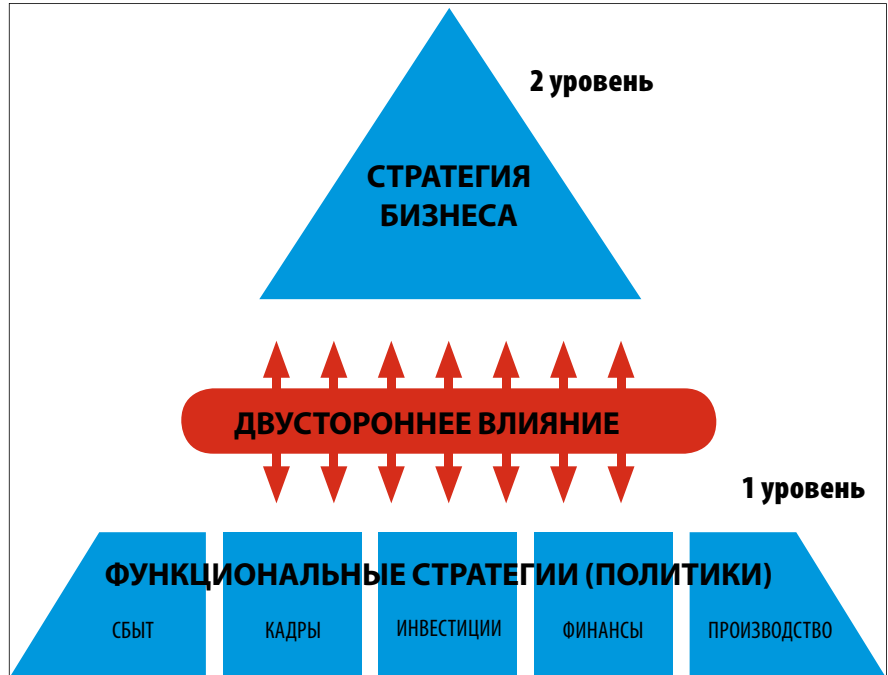 2 уровень
СТРАТЕГИЯ
БИЗНЕСА
ДВУСТОРОННЕЕ ВЛИЯНИЕ
1 уровень
ФУНКЦИОНАЛЬНЫЕ СТРАТЕГИИ (ПОЛИТИКИ)
СБЫТ КАДРЫ ИНВЕСТИЦИИ ФИНАНСЫ ПРОИЗВОДСТВО